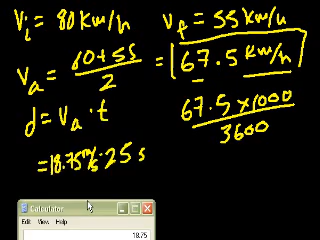 Vi = 80 km/h
Vf = 55 km/h
Va = 80+55 / 2 = 67.5 km/h
d = Va · t
67.5 x 1000 / 3600
= 18.75 m/s · 25 s
Calculator
Edit View Help
18.75